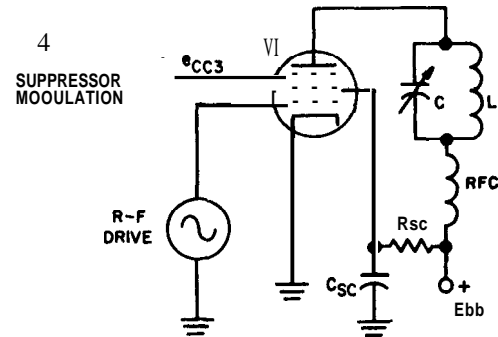 4
SUPPRESSOR
MOOULATION
eCC3
VI
C
L
RFC
R-F
DRIVE
Rsc
CSC
+
Ebb